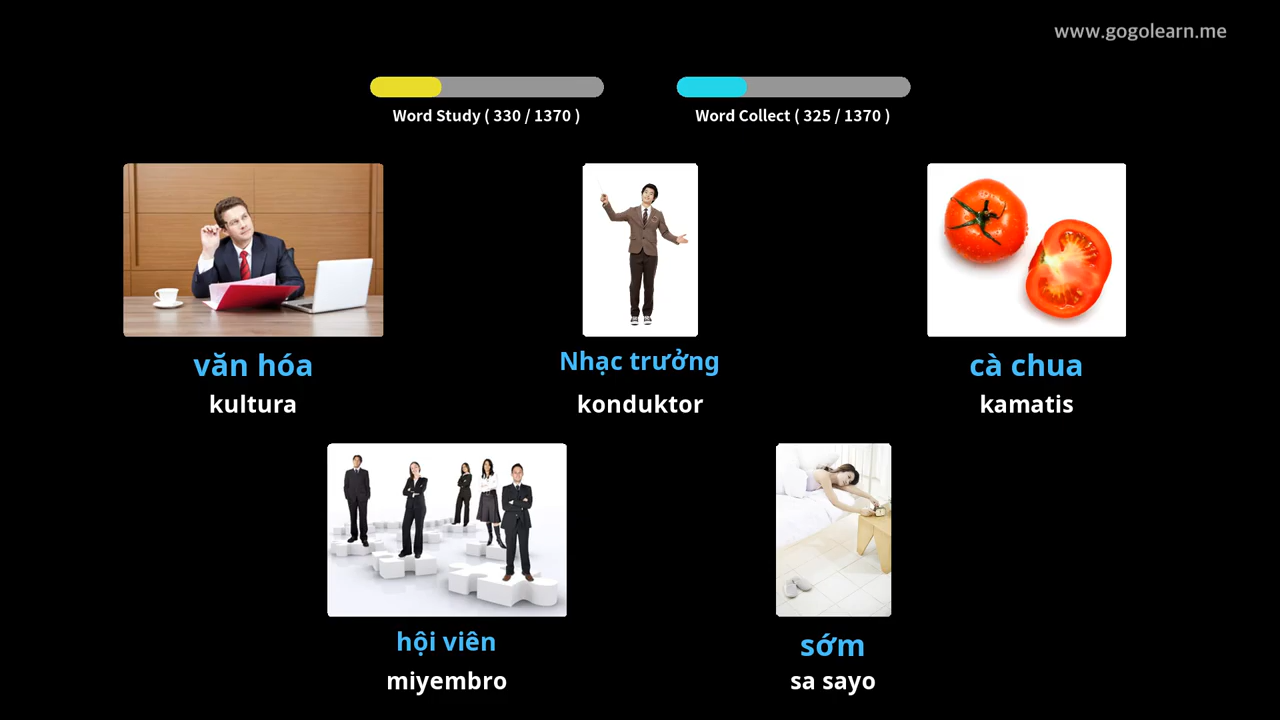 www.gogolearn.me
Word Study ( 330 / 1370 )
Word Collect ( 325 / 1370 )
văn hóa
kultura
Nhạc trưởng
konduktor
cà chua
kamatis
hội viên
miyembro
sớm
sa sayo